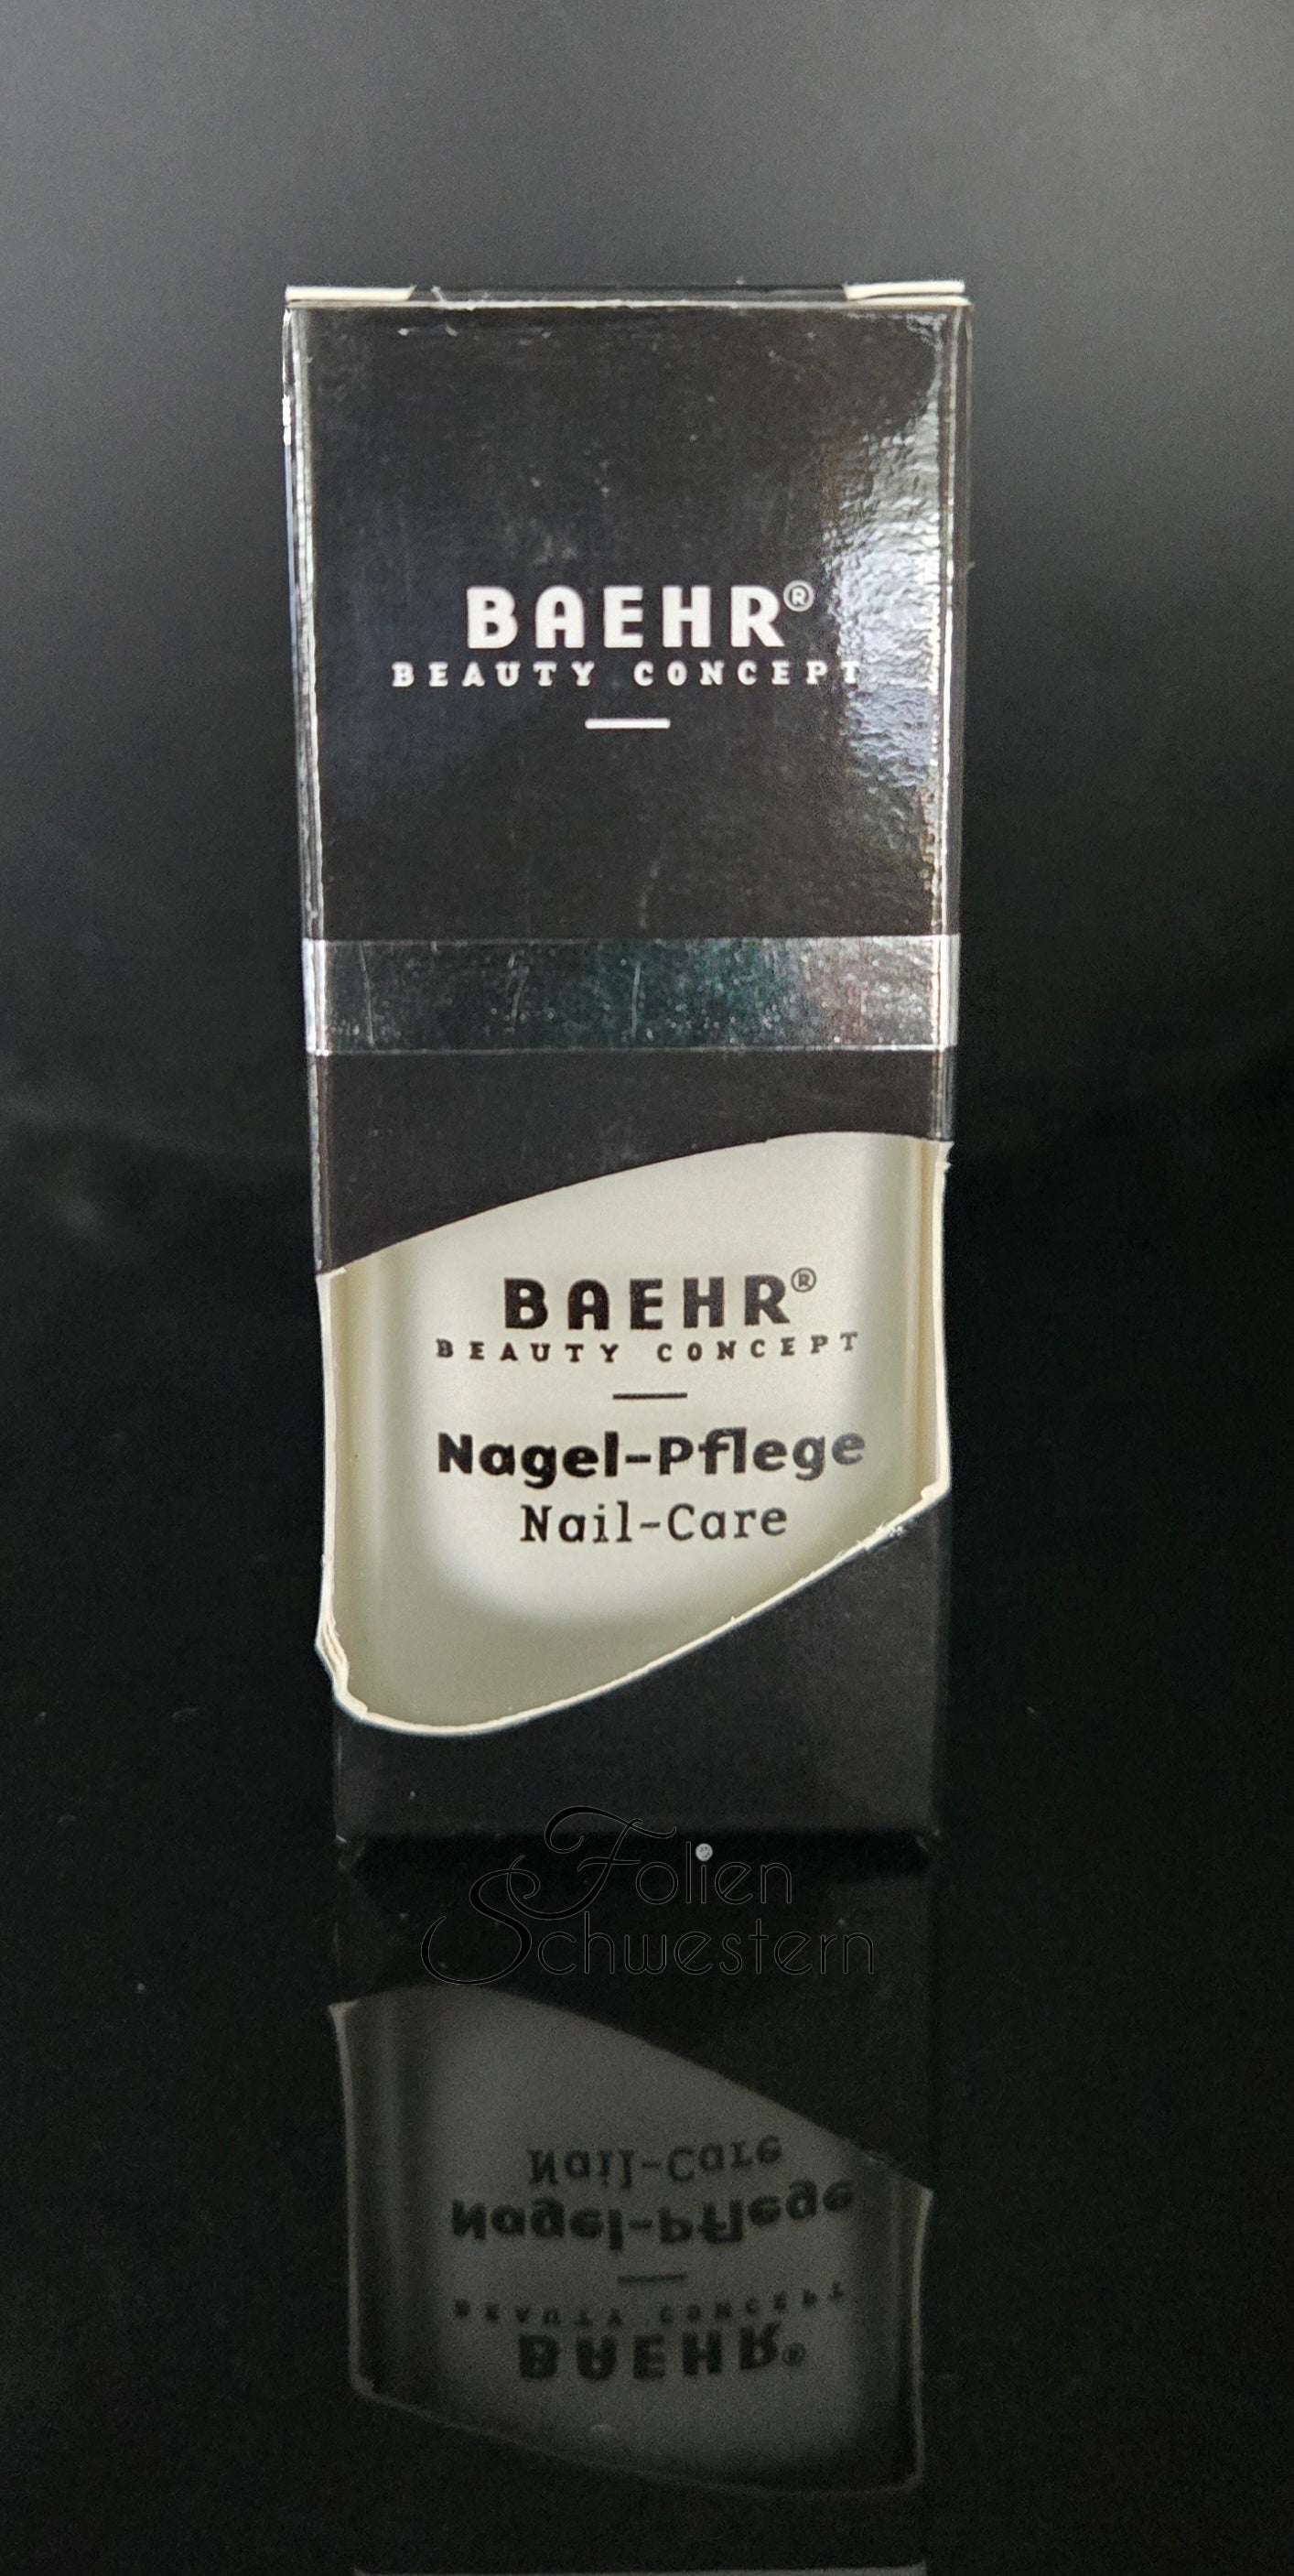 BAEHR®
BEAUTY CONCEPT
BAEHR®
BEAUTY CONCEPT
Nagel-Pflege
Nail-Care
Folien
Schwestern